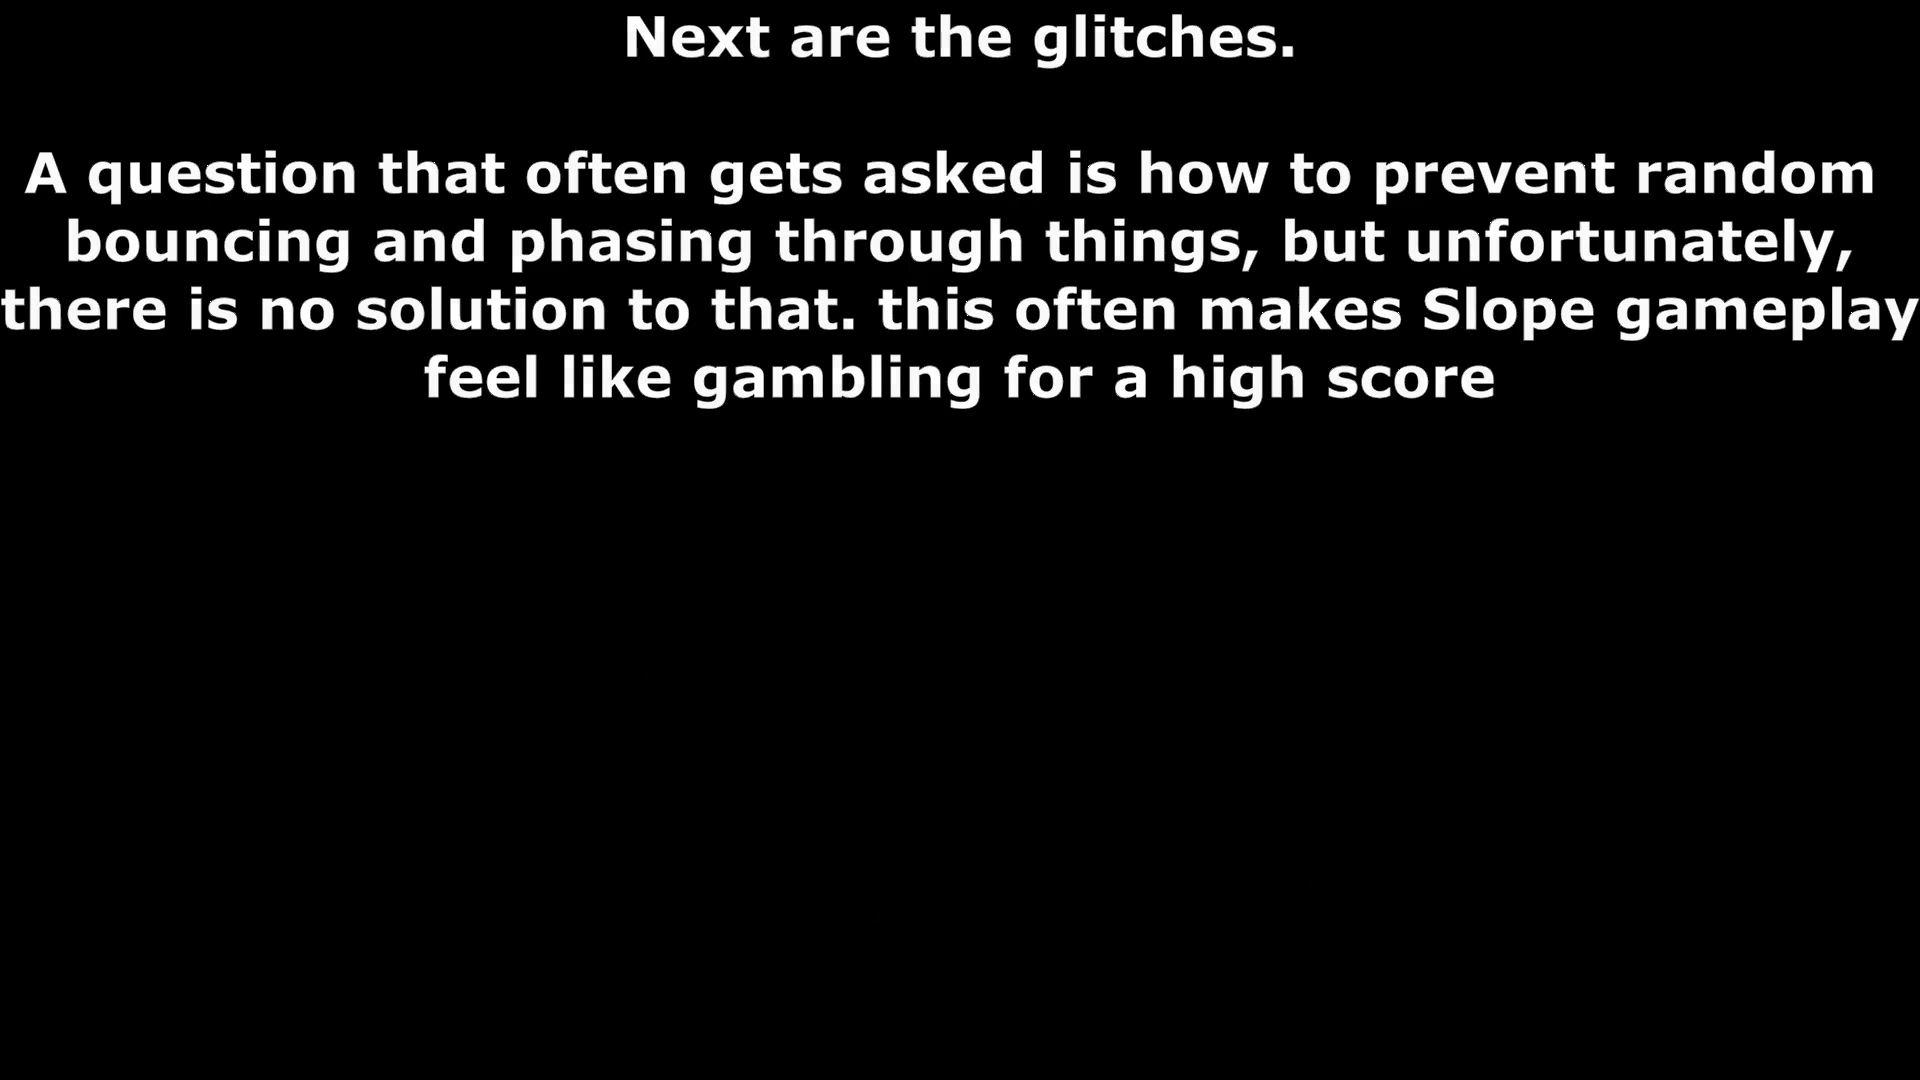 Next are the glitches.
A question that often gets asked is how to prevent random
bouncing and phasing through things, but unfortunately,
there is no solution to that. this often makes Slope gameplay
feel like gambling for a high score